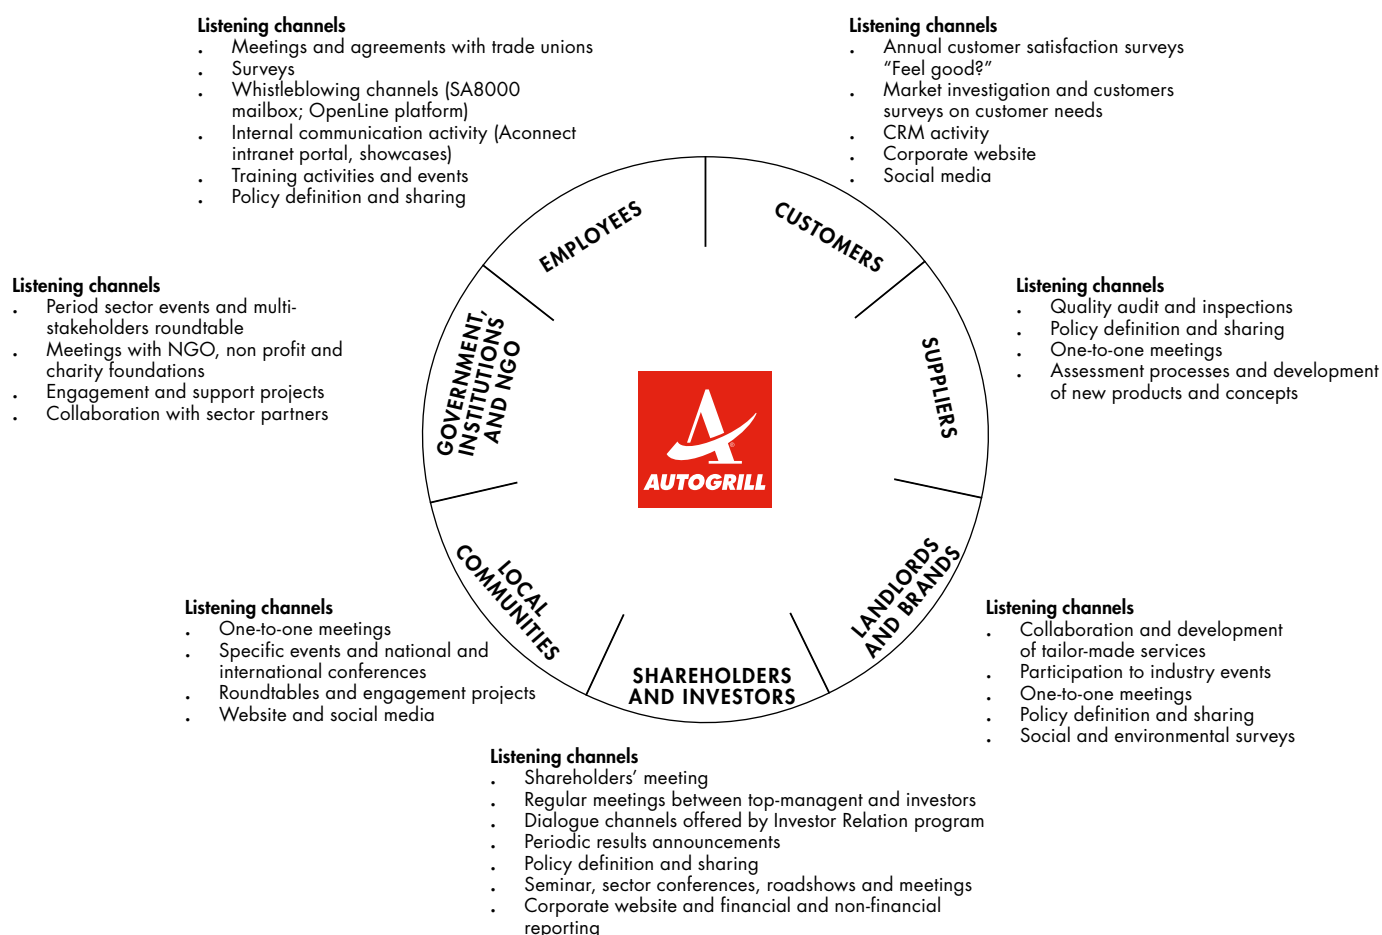 Listening channels
. Meetings and agreements with trade unions
. Surveys
. Whistleblowing channels (SA8000
mailbox; OpenLine platform)
. Internal communication activity (Aconnect
intranet portal, showcases)
. Training activities and events
. Policy definition and sharing
Listening channels
. Annual customer satisfaction surveys
“Feel good?”
. Market investigation and customers
surveys on customer needs
. CRM activity
. Corporate website
. Social media
EMPLOYEES
CUSTOMERS
Listening channels
. Period sector events and multi-
stakeholders roundtable
. Meetings with NGO, non profit and
charity foundations
. Engagement and support projects
. Collaboration with sector partners
GOVERNMENT,
INSTITUTIONS
AND NGO
AUTOGRILL
®
SUPPLIERS
Listening channels
. Quality audit and inspections
. Policy definition and sharing
. One-to-one meetings
. Assessment processes and development
of new products and concepts
Listening channels
. One-to-one meetings
. Specific events and national and
international conferences
. Roundtables and engagement projects
. Website and social media
LOCAL
COMMUNITIES
SHAREHOLDERS
AND INVESTORS
LANDLORDS
AND BRANDS
Listening channels
. Collaboration and development
of tailor-made services
. Participation to industry events
. One-to-one meetings
. Policy definition and sharing
. Social and environmental surveys
Listening channels
. Shareholders’ meeting
. Regular meetings between top-managent and investors
. Dialogue channels offered by Investor Relation program
. Periodic results announcements
. Policy definition and sharing
. Seminar, sector conferences, roadshows and meetings
. Corporate website and financial and non-financial
reporting